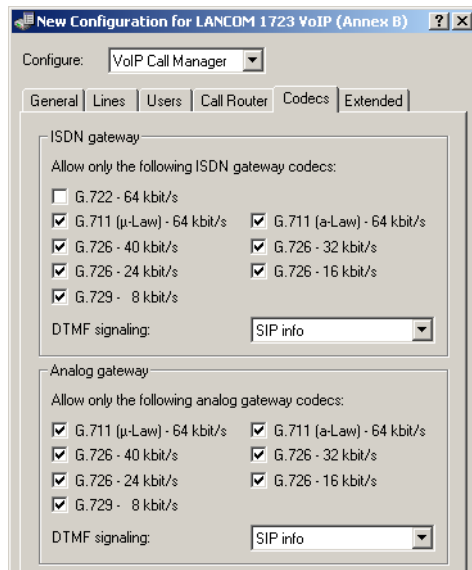 New Configuration for LANCOM 1723 VoIP (Annex B)
Configure: VoIP Call Manager
General Lines Users Call Router Codecs Extended
ISDN gateway
Allow only the following ISDN gateway codecs:
G.722 - 64 kbit/s
G.711 (µ-Law) - 64 kbit/s G.711 (a-Law) - 64 kbit/s
G.726 - 40 kbit/s G.726 - 32 kbit/s
G.726 - 24 kbit/s G.726 - 16 kbit/s
G.729 - 8 kbit/s
DTMF signaling: SIP info
Analog gateway
Allow only the following analog gateway codecs:
G.711 (µ-Law) - 64 kbit/s G.711 (a-Law) - 64 kbit/s
G.726 - 40 kbit/s G.726 - 32 kbit/s
G.726 - 24 kbit/s G.726 - 16 kbit/s
G.729 - 8 kbit/s
DTMF signaling: SIP info